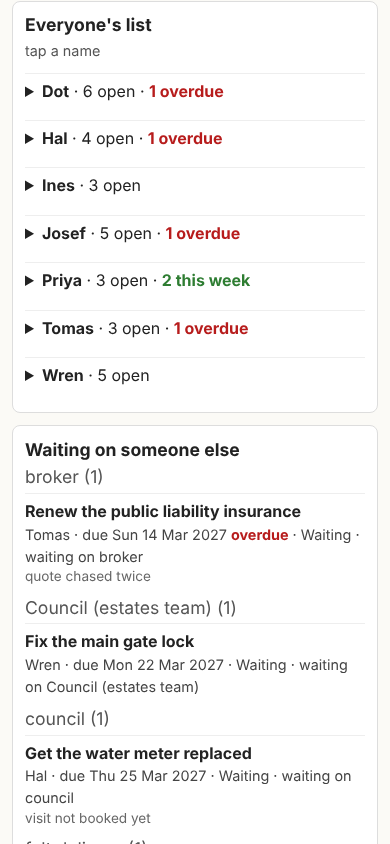 Everyone's list
tap a name
▶ Dot · 6 open · 1 overdue
▶ Hal · 4 open · 1 overdue
▶ Ines · 3 open
▶ Josef · 5 open · 1 overdue
▶ Priya · 3 open · 2 this week
▶ Tomas · 3 open · 1 overdue
▶ Wren · 5 open
Waiting on someone else
broker (1)
Renew the public liability insurance
Tomas · due Sun 14 Mar 2027 overdue · Waiting ·
waiting on broker
quote chased twice
Council (estates team) (1)
Fix the main gate lock
Wren · due Mon 22 Mar 2027 · Waiting · waiting
on Council (estates team)
council (1)
Get the water meter replaced
Hal · due Thu 25 Mar 2027 · Waiting · waiting on
council
visit not booked yet